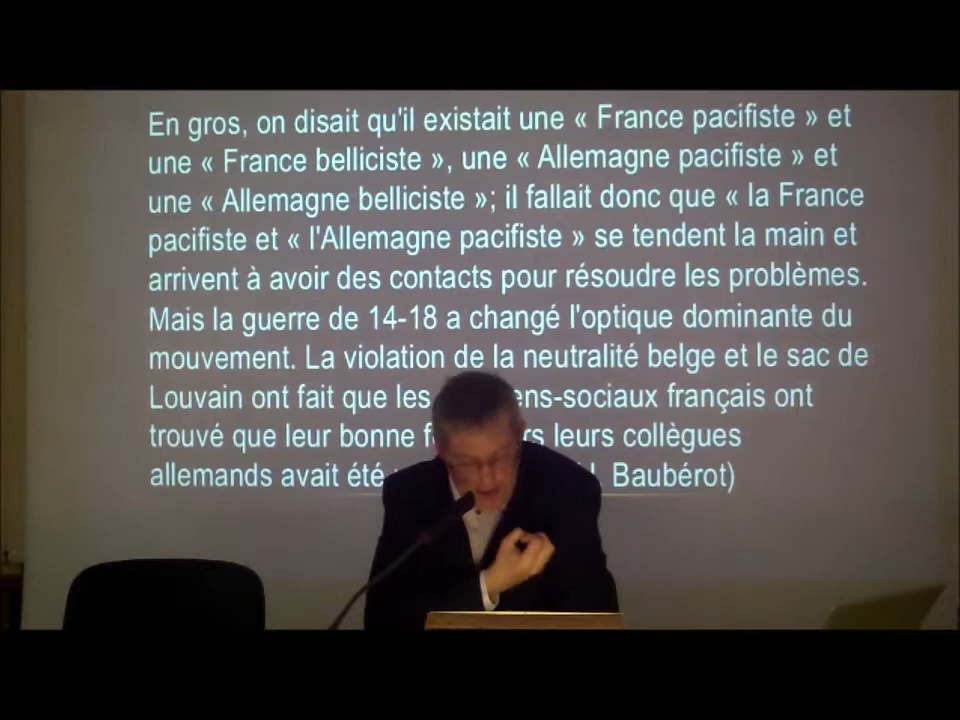 En gros, on disait qu'il existait une « France pacifiste » et
une « France belliciste », une « Allemagne pacifiste » et
une « Allemagne belliciste »; il fallait donc que « la France
pacifiste et « l'Allemagne pacifiste » se tendent la main et
arrivent à avoir des contacts pour résoudre les problèmes.
Mais la guerre de 14-18 a changé l'optique dominante du
mouvement. La violation de la neutralité belge et le sac de
Louvain ont fait que les ens-sociaux français ont
trouvé que leur bonne leurs collègues
allemands avait été Baubérot)